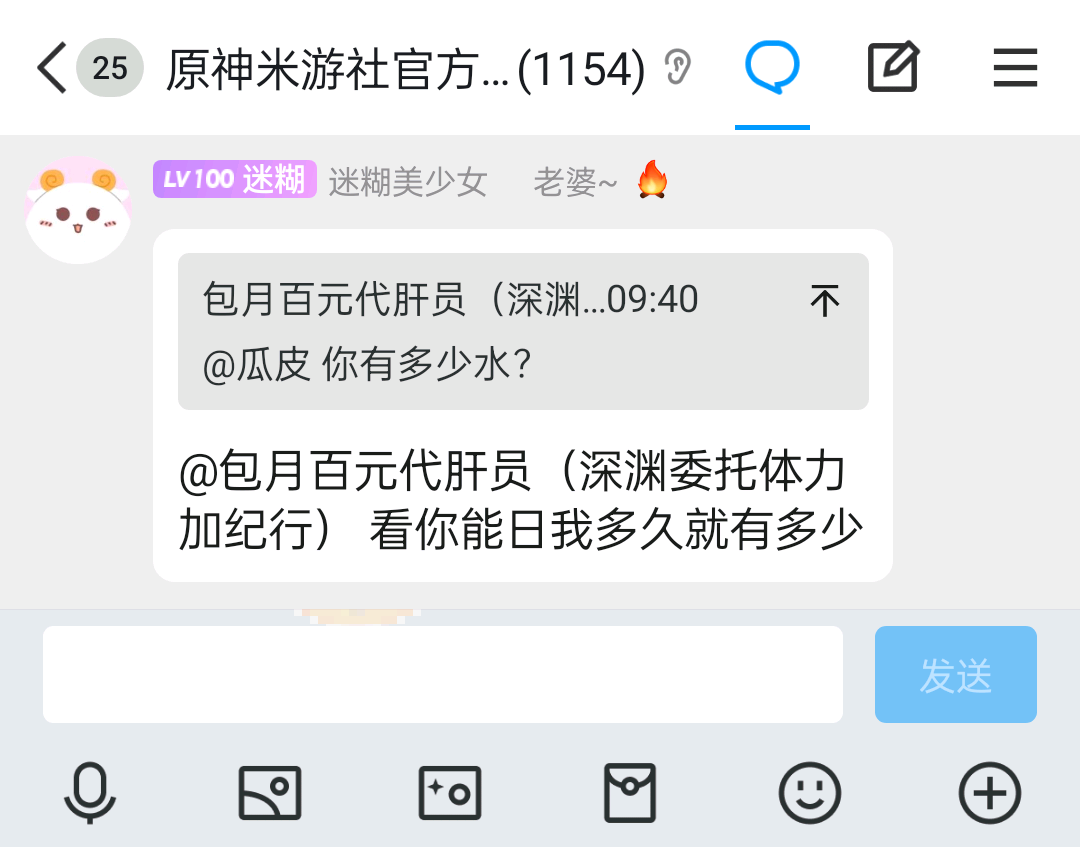 25 原神米游社官方...(1154)
LV100 迷糊 迷糊美少女 老婆~
包月百元代肝员（深渊...09:40
@瓜皮 你有多少水？
@包月百元代肝员（深渊委托体力
加纪行） 看你能日我多久就有多少
发送